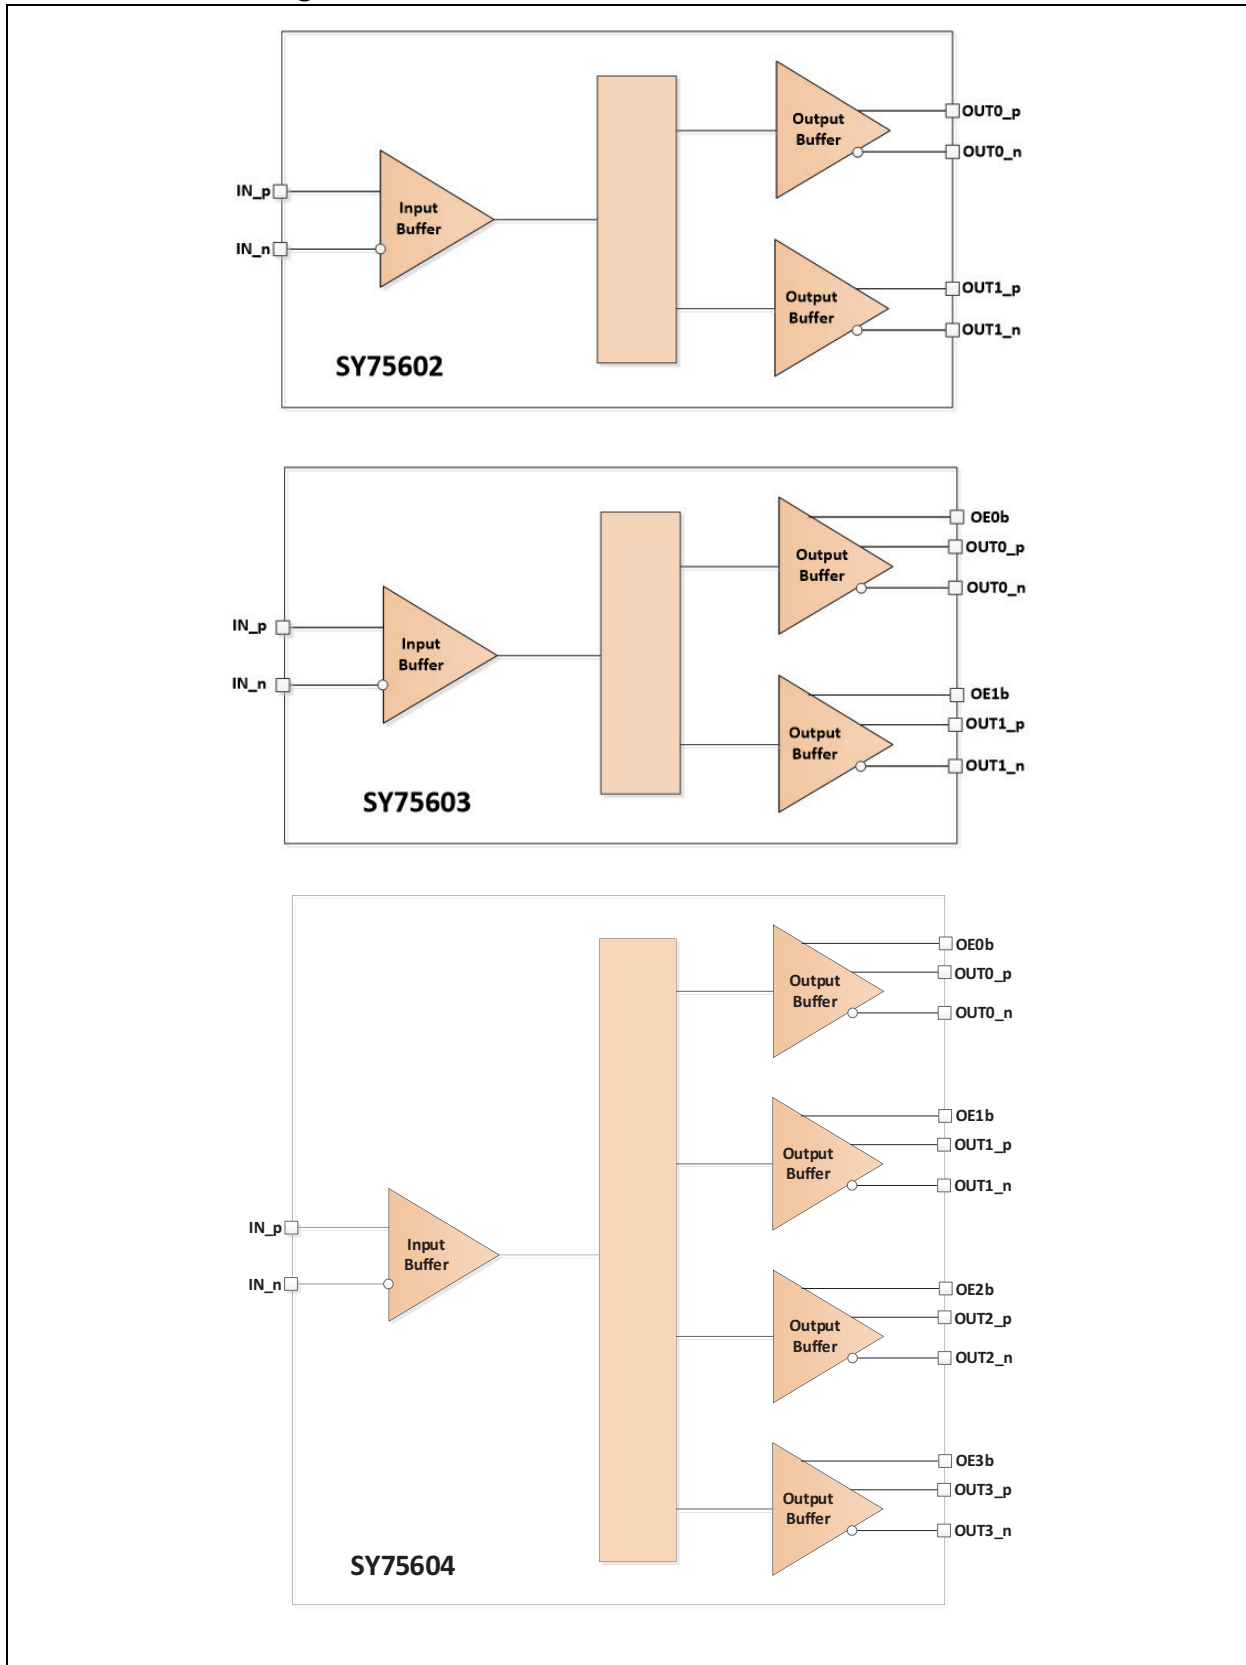 Output
Buffer
OUT0_p
OUT0_n
IN_p
Input
Buffer
IN_n
Output
Buffer
OUT1_p
OUT1_n
SY75602
OE0b
Output
Buffer
OUT0_p
OUT0_n
IN_p
Input
Buffer
IN_n
OE1b
Output
Buffer
OUT1_p
OUT1_n
SY75603
OE0b
Output
Buffer
OUT0_p
OUT0_n
OE1b
Output
Buffer
OUT1_p
OUT1_n
IN_p
Input
Buffer
IN_n
OE2b
Output
Buffer
OUT2_p
OUT2_n
OE3b
Output
Buffer
OUT3_p
OUT3_n
SY75604